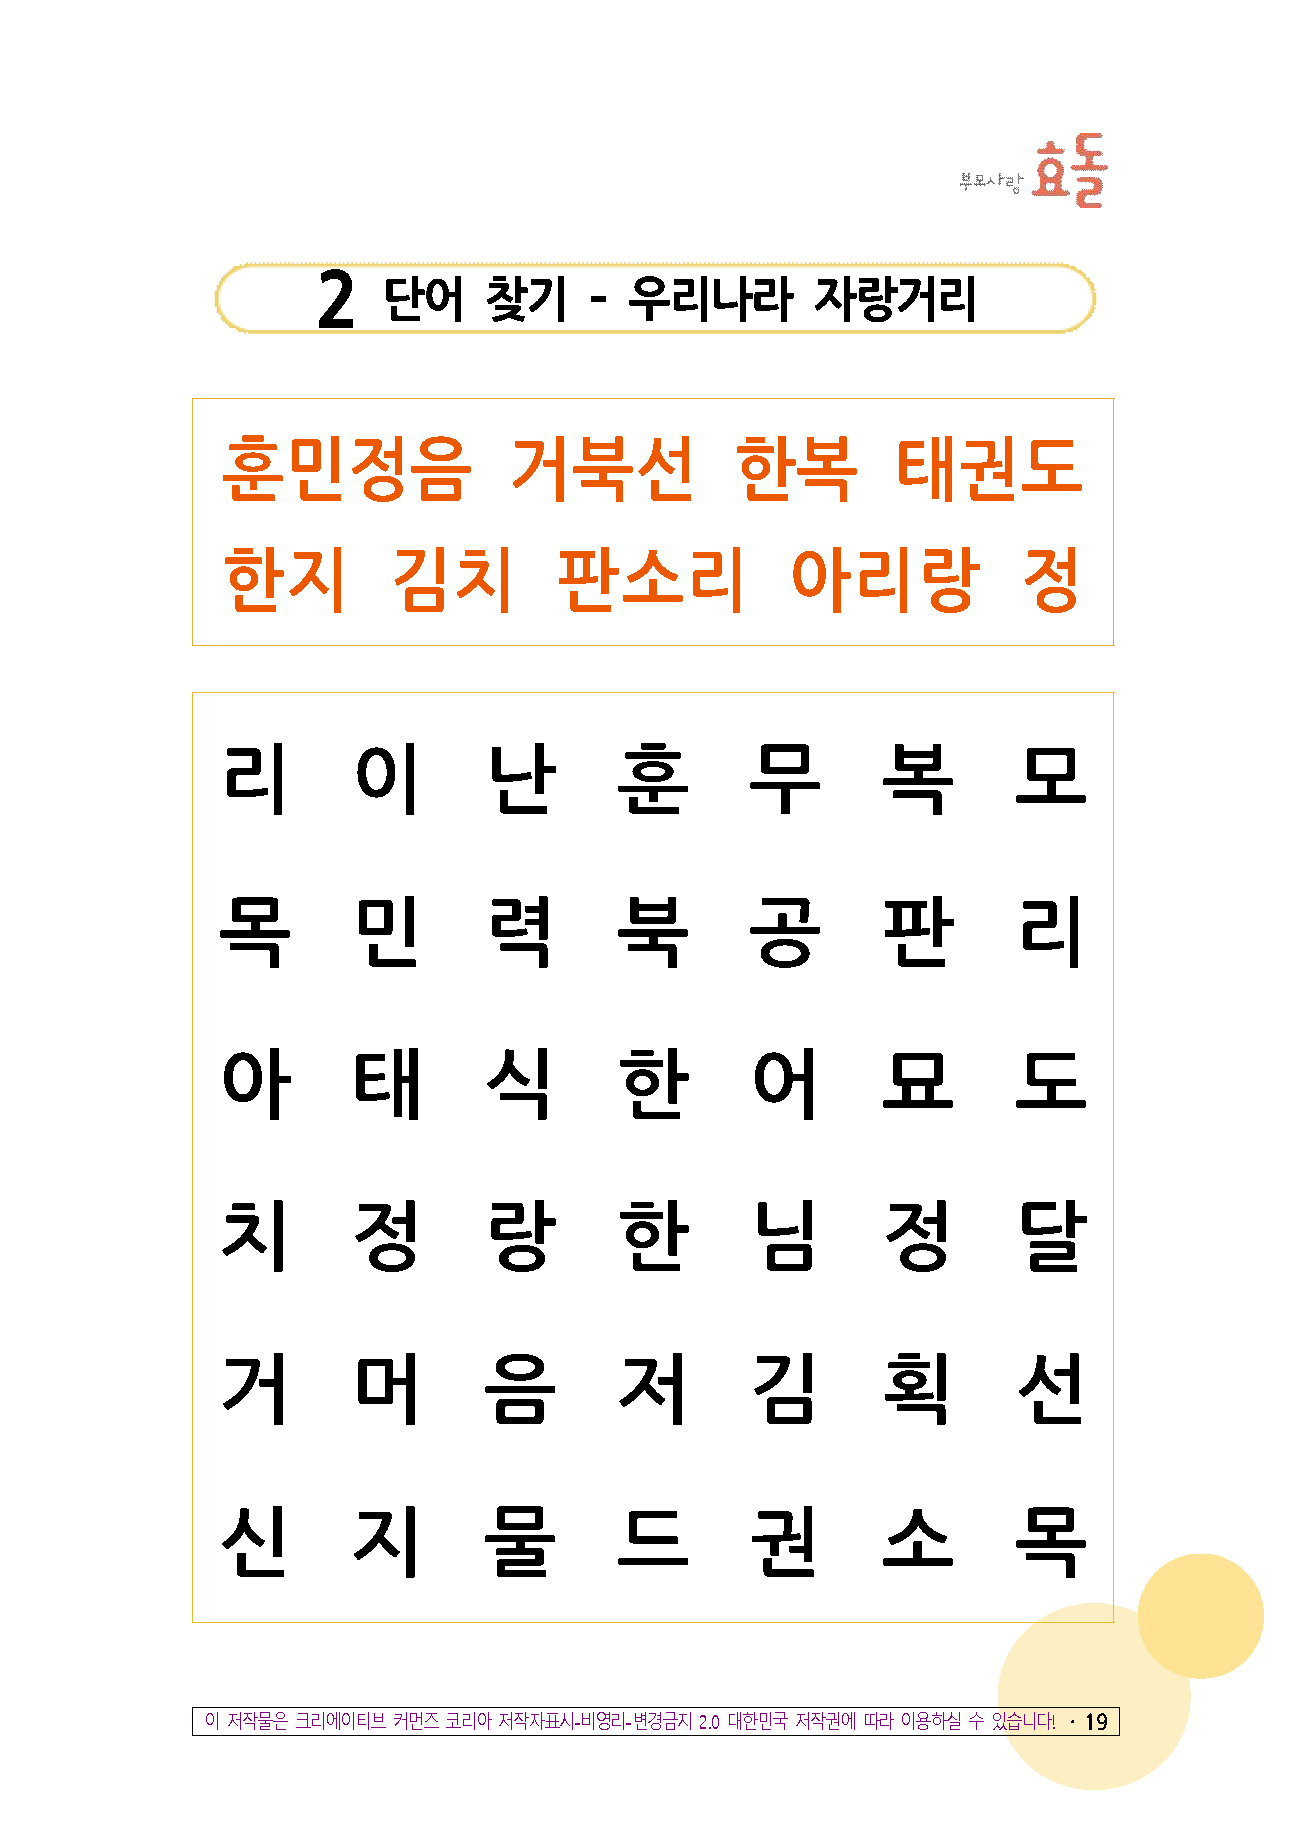 부모사랑 효돌
2 단어 찾기 - 우리나라 자랑거리
훈민정음 거북선 한복 태권도
한지 김치 판소리 아리랑 정
리 이 난 훈 무 복 모
목 민 력 북 공 판 리
아 태 식 한 어 묘 도
치 정 랑 한 님 정 달
거 머 음 저 김 획 선
신 지 물 드 권 소 목
이 저작물은 크리에이티브 커먼즈 코리아 저작자표시-비영리-변경금지 2.0 대한민국 저작권에 따라 이용하실 수 있습니다! · 19